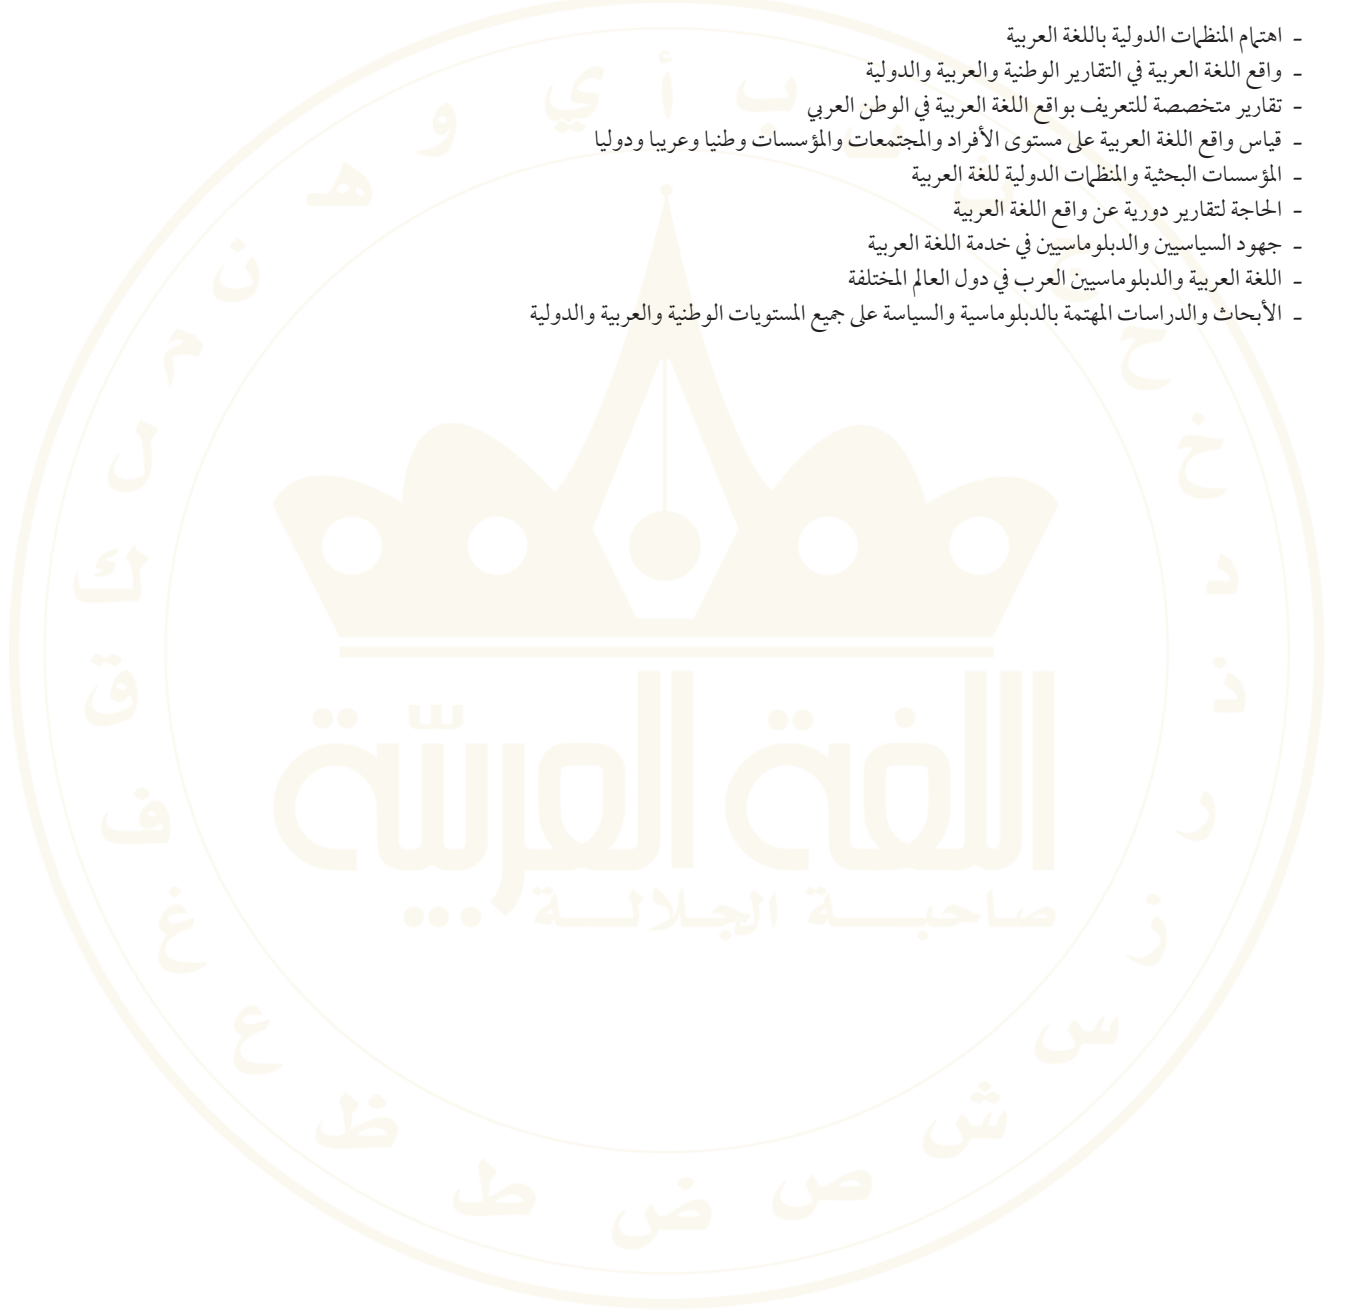 - اهتمام المنظمات الدولية باللغة العربية
- واقع اللغة العربية في التقارير الوطنية والعربية والدولية
- تقارير متخصصة للتعريف بواقع اللغة العربية في الوطن العربي
- قياس واقع اللغة العربية على مستوى الأفراد والمجتمعات والمؤسسات وطنيا وعربيا ودوليا
- المؤسسات البحثية والمنظمات الدولية للغة العربية
- الحاجة لتقارير دورية عن واقع اللغة العربية
- جهود السياسيين والدبلوماسيين في خدمة اللغة العربية
- اللغة العربية والدبلوماسيين العرب في دول العالم المختلفة
- الأبحاث والدراسات المهتمة بالدبلوماسية والسياسة على جميع المستويات الوطنية والعربية والدولية
اللغة العربية
صاحبة الجلالة ...